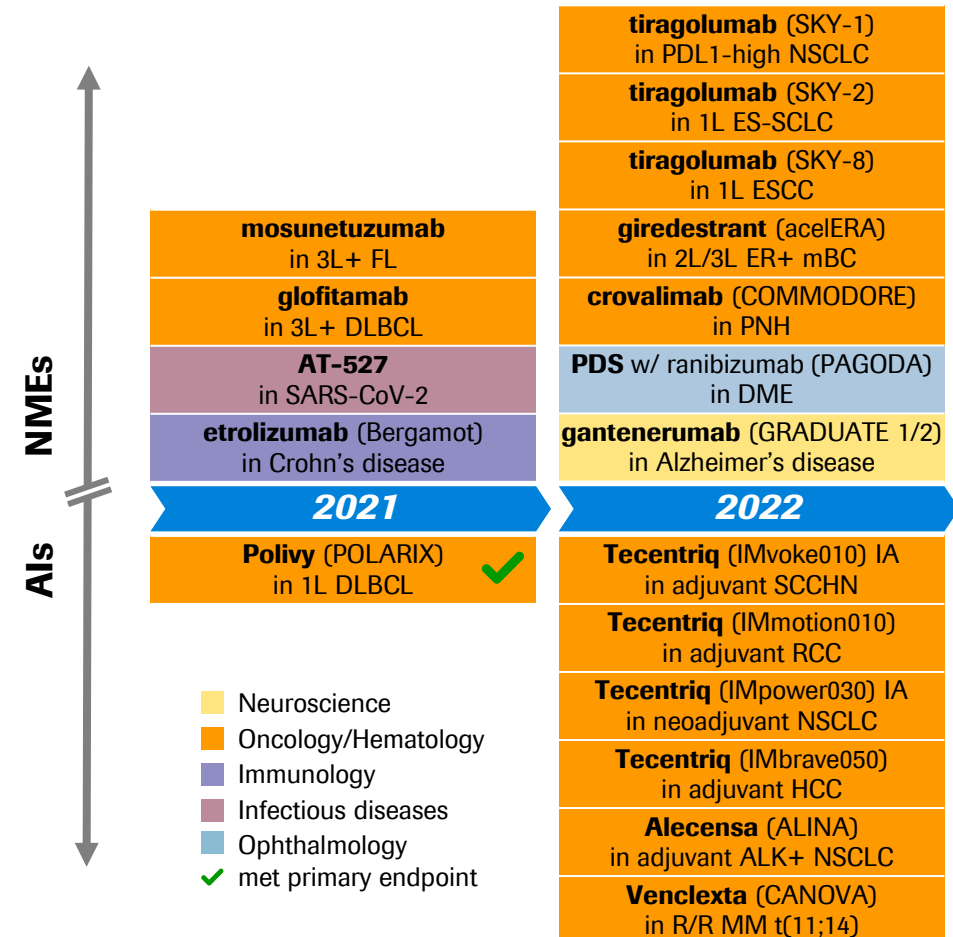 tiragolumab (SKY-1)
in PDL1-high NSCLC
tiragolumab (SKY-2)
in 1L ES-SCLC
tiragolumab (SKY-8)
in 1L ESCC
mosunetuzumab
in 3L+ FL
giredestrant (acelERA)
in 2L/3L ER+ mBC
glofitamab
in 3L+ DLBCL
crovalimab (COMMODORE)
in PNH
NMEs
AT-527
in SARS-CoV-2
PDS w/ ranibizumab (PAGODA)
in DME
etrolizumab (Bergamot)
in Crohn's disease
gantenerumab (GRADUATE 1/2)
in Alzheimer's disease
2021
2022
AIs
Polivy (POLARIX)
in 1L DLBCL
Tecentriq (IMvoke010) IA
in adjuvant SCCHN
Tecentriq (IMmotion010)
in adjuvant RCC
Tecentriq (IMpower030) IA
in neoadjuvant NSCLC
Tecentriq (IMbrave050)
in adjuvant HCC
Alecensa (ALINA)
in adjuvant ALK+ NSCLC
Venclexta (CANOVA)
in R/R MM t(11;14)
Neuroscience
Oncology/Hematology
Immunology
Infectious diseases
Ophthalmology
met primary endpoint